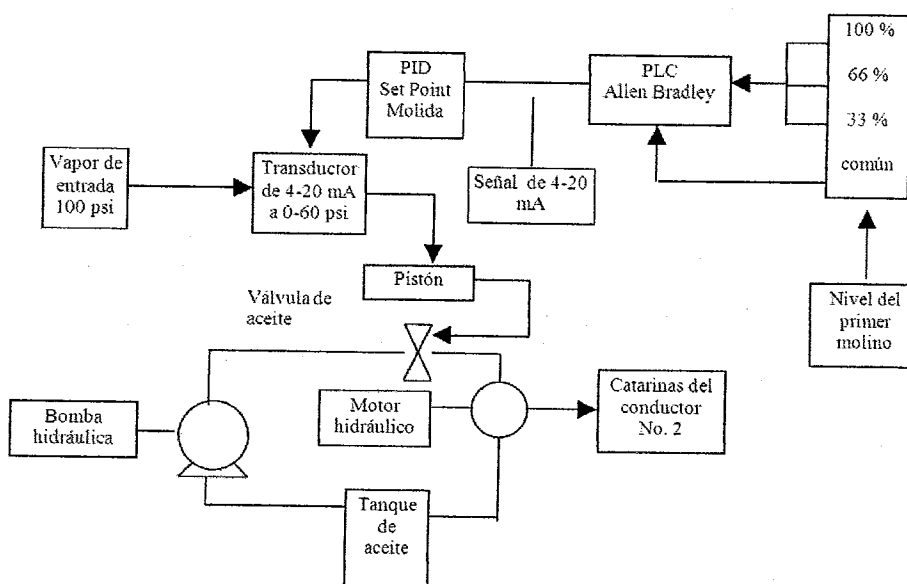 100 %
66 %
33 %
común
PID
Set Point
Molida
PLC
Allen Bradley
Vapor de
entrada
100 psi
Transductor
de 4-20 mA
a 0-60 psi
Señal de 4-20
mA
Pistón
Nivel del
primer
molino
Válvula de
aceite
Bomba
hidráulica
Motor
hidráulico
Catarinas del
conductor
No. 2
Tanque
de
aceite